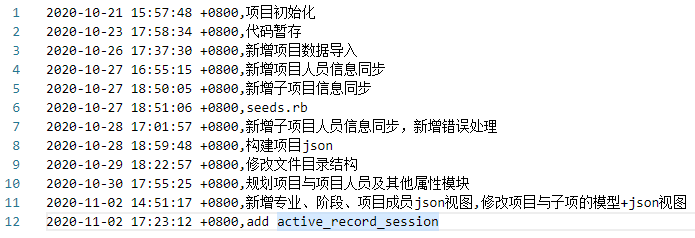 1 2020-10-21 15:57:48 +0800,项目初始化
2 2020-10-23 17:58:34 +0800,代码暂存
3 2020-10-26 17:37:30 +0800,新增项目数据导入
4 2020-10-27 16:55:15 +0800,新增项目人员信息同步
5 2020-10-27 18:50:05 +0800,新增子项目信息同步
6 2020-10-27 18:51:06 +0800,seeds.rb
7 2020-10-28 17:01:57 +0800,新增子项目人员信息同步，新增错误处理
8 2020-10-28 18:59:48 +0800,构建项目json
9 2020-10-29 18:22:57 +0800,修改文件目录结构
10 2020-10-30 17:55:25 +0800,规划项目与项目人员及其他属性模块
11 2020-11-02 14:51:17 +0800,新增专业、阶段、项目成员json视图,修改项目与子项的模型+json视图
12 2020-11-02 17:23:12 +0800,add active_record_session